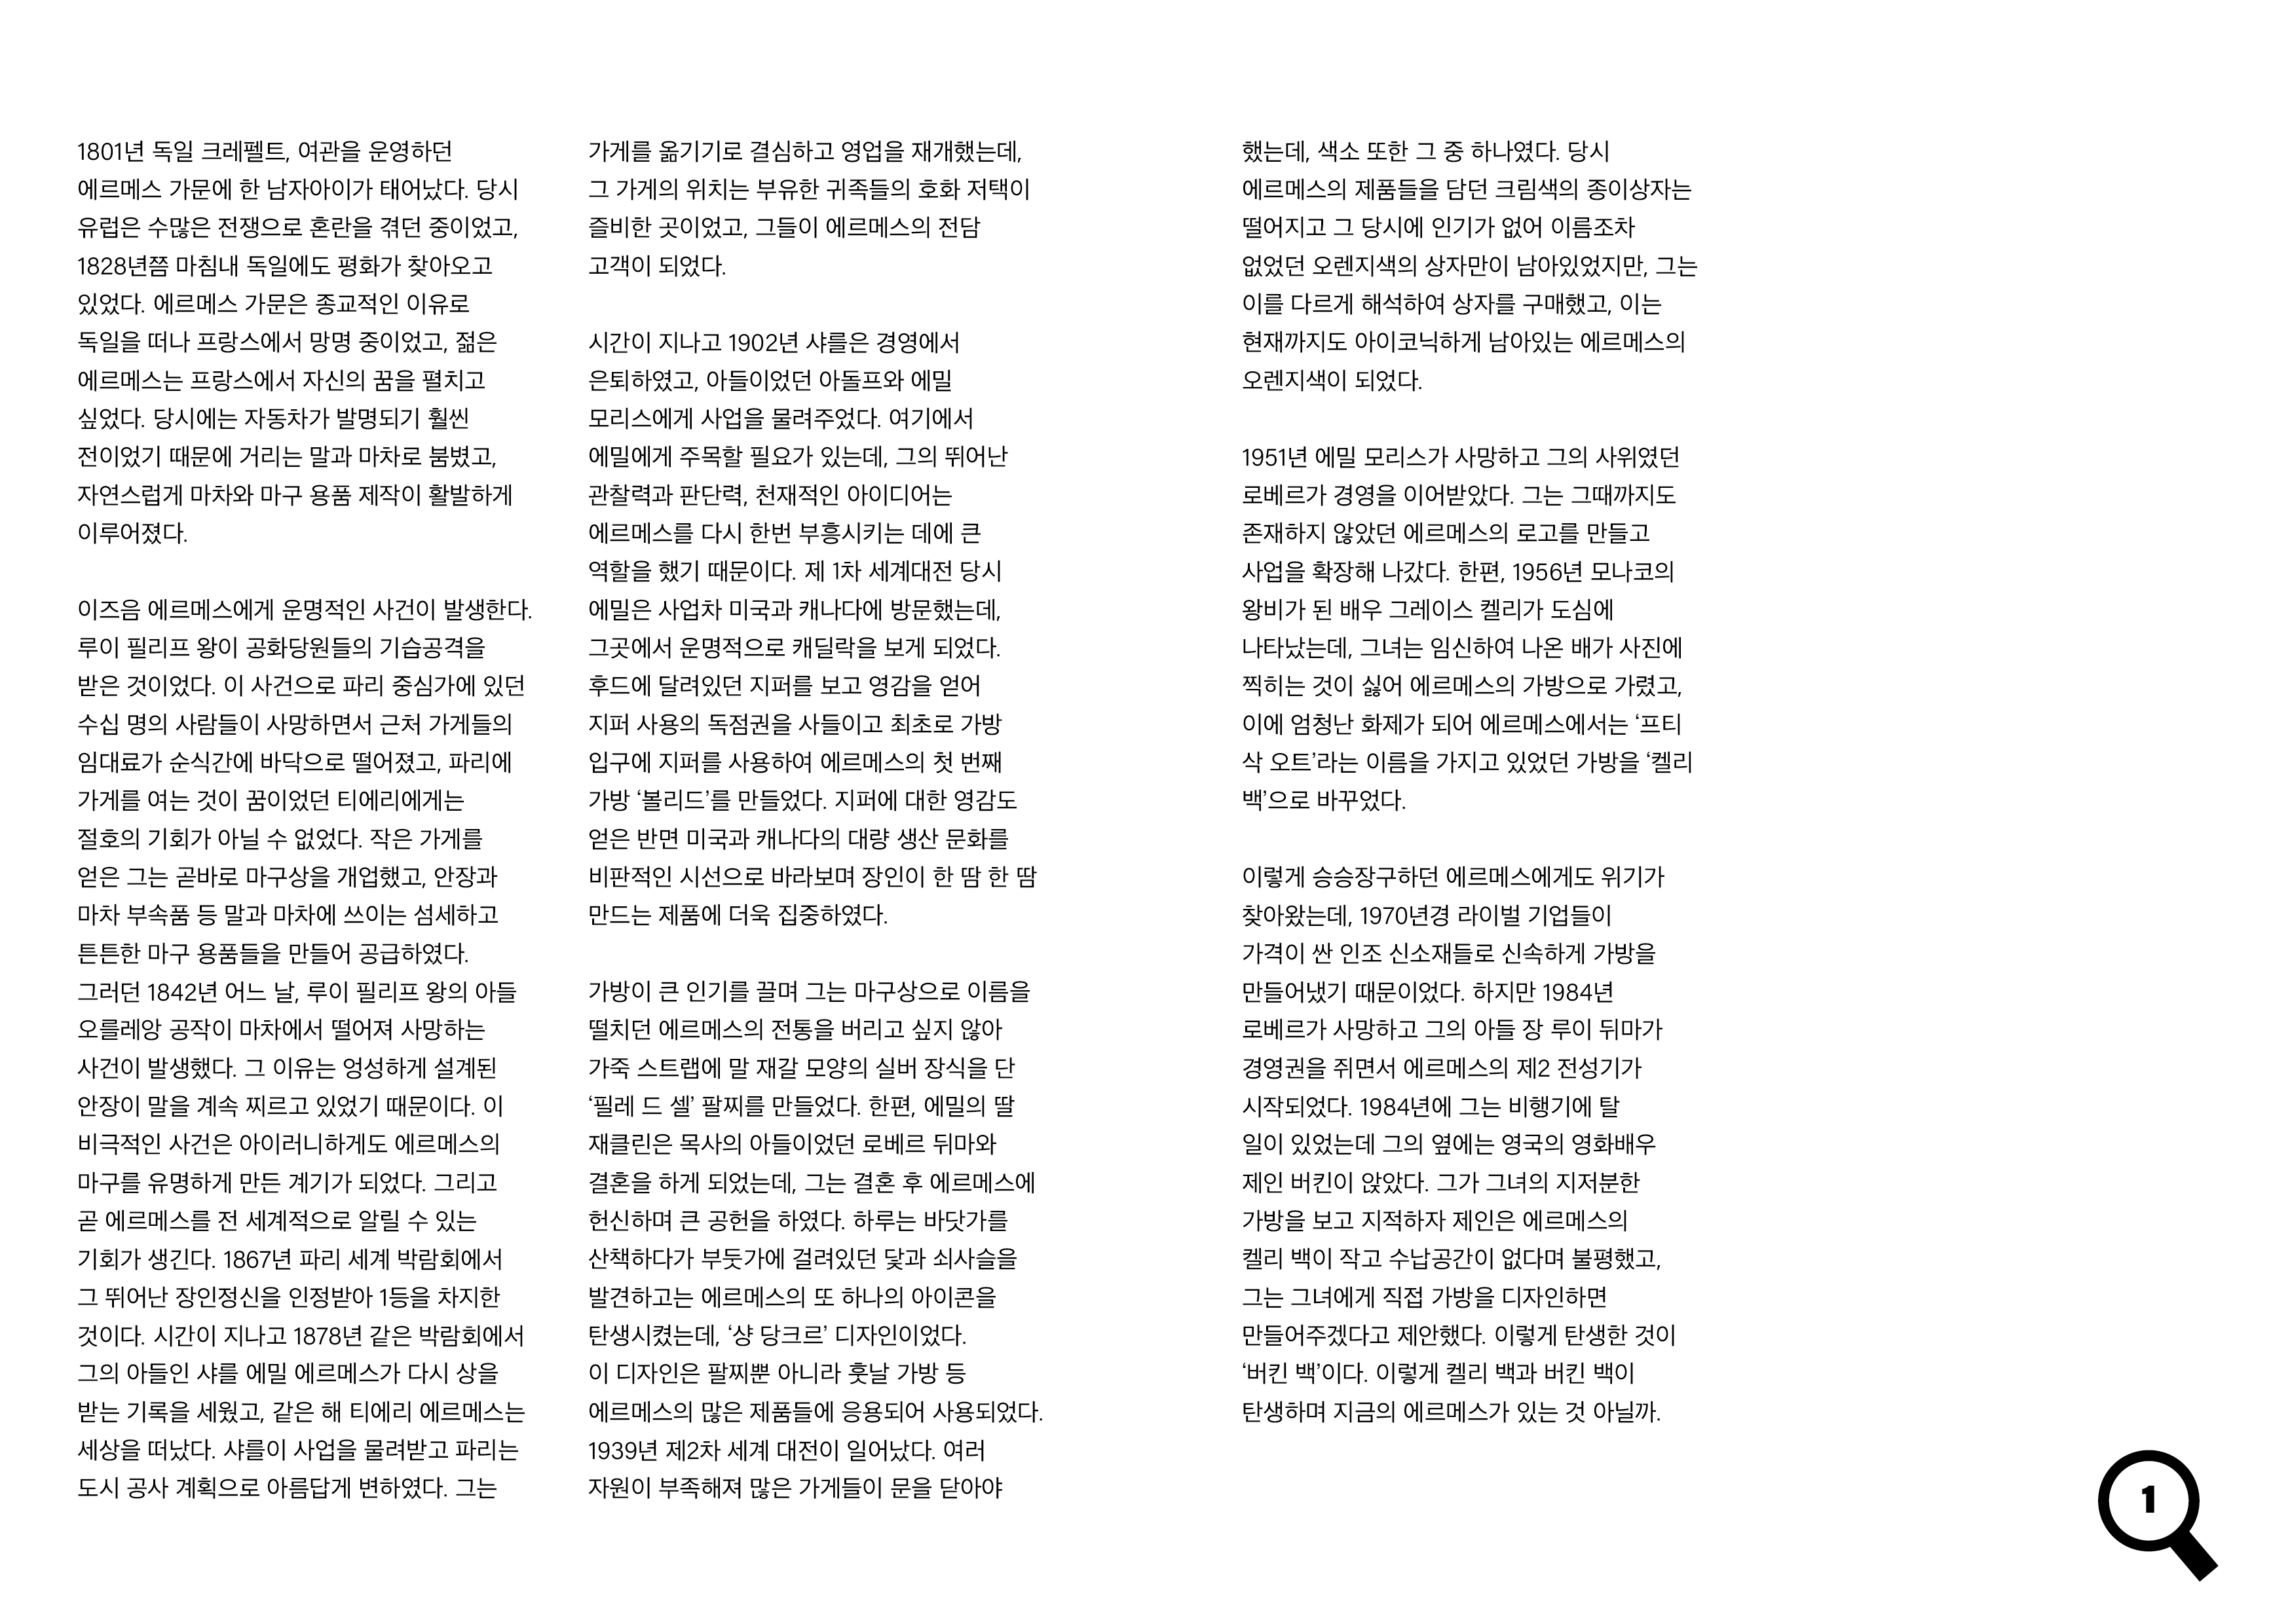 1801년 독일 크레펠트, 여관을 운영하던
에르메스 가문에 한 남자아이가 태어났다. 당시
유럽은 수많은 전쟁으로 혼란을 겪던 중이었고,
1828년쯤 마침내 독일에도 평화가 찾아오고
있었다. 에르메스 가문은 종교적인 이유로
독일을 떠나 프랑스에서 망명 중이었고, 젊은
에르메스는 프랑스에서 자신의 꿈을 펼치고
싶었다. 당시에는 자동차가 발명되기 훨씬
전이었기 때문에 거리는 말과 마차로 붐볐고,
자연스럽게 마차와 마구 용품 제작이 활발하게
이루어졌다.
이즈음 에르메스에게 운명적인 사건이 발생한다.
루이 필리프 왕이 공화당원들의 기습공격을
받은 것이었다. 이 사건으로 파리 중심가에 있던
수십 명의 사람들이 사망하면서 근처 가게들의
임대료가 순식간에 바닥으로 떨어졌고, 파리에
가게를 여는 것이 꿈이었던 티에리에게는
절호의 기회가 아닐 수 없었다. 작은 가게를
얻은 그는 곧바로 마구상을 개업했고, 안장과
마차 부속품 등 말과 마차에 쓰이는 섬세하고
튼튼한 마구 용품들을 만들어 공급하였다.
그러던 1842년 어느 날, 루이 필리프 왕의 아들
오를레앙 공작이 마차에서 떨어져 사망하는
사건이 발생했다. 그 이유는 엉성하게 설계된
안장이 말을 계속 찌르고 있었기 때문이다. 이
비극적인 사건은 아이러니하게도 에르메스의
마구를 유명하게 만든 계기가 되었다. 그리고
곧 에르메스를 전 세계적으로 알릴 수 있는
기회가 생긴다. 1867년 파리 세계 박람회에서
그 뛰어난 장인정신을 인정받아 1등을 차지한
것이다. 시간이 지나고 1878년 같은 박람회에서
그의 아들인 샤를 에밀 에르메스가 다시 상을
받는 기록을 세웠고, 같은 해 티에리 에르메스는
세상을 떠났다. 샤를이 사업을 물려받고 파리는
도시 공사 계획으로 아름답게 변하였다. 그는
가게를 옮기기로 결심하고 영업을 재개했는데,
그 가게의 위치는 부유한 귀족들의 호화 저택이
즐비한 곳이었고, 그들이 에르메스의 전담
고객이 되었다.
시간이 지나고 1902년 샤를은 경영에서
은퇴하였고, 아들이었던 아돌프와 에밀
모리스에게 사업을 물려주었다. 여기에서
에밀에게 주목할 필요가 있는데, 그의 뛰어난
관찰력과 판단력, 천재적인 아이디어는
에르메스를 다시 한번 부흥시키는 데에 큰
역할을 했기 때문이다. 제 1차 세계대전 당시
에밀은 사업차 미국과 캐나다에 방문했는데,
그곳에서 운명적으로 캐딜락을 보게 되었다.
후드에 달려있던 지퍼를 보고 영감을 얻어
지퍼 사용의 독점권을 사들이고 최초로 가방
입구에 지퍼를 사용하여 에르메스의 첫 번째
가방 ‘볼리드’를 만들었다. 지퍼에 대한 영감도
얻은 반면 미국과 캐나다의 대량 생산 문화를
비판적인 시선으로 바라보며 장인이 한 땀 한 땀
만드는 제품에 더욱 집중하였다.
가방이 큰 인기를 끌며 그는 마구상으로 이름을
떨치던 에르메스의 전통을 버리고 싶지 않아
가죽 스트랩에 말 재갈 모양의 실버 장식을 단
‘필레 드 셀’ 팔찌를 만들었다. 한편, 에밀의 딸
재클린은 목사의 아들이었던 로베르 뒤마와
결혼을 하게 되었는데, 그는 결혼 후 에르메스에
헌신하며 큰 공헌을 하였다. 하루는 바닷가를
산책하다가 부둣가에 걸려있던 닻과 쇠사슬을
발견하고는 에르메스의 또 하나의 아이콘을
탄생시켰는데, ‘샹 당크르’ 디자인이었다.
이 디자인은 팔찌뿐 아니라 훗날 가방 등
에르메스의 많은 제품들에 응용되어 사용되었다.
1939년 제2차 세계 대전이 일어났다. 여러
자원이 부족해져 많은 가게들이 문을 닫아야
했는데, 색소 또한 그 중 하나였다. 당시
에르메스의 제품들을 담던 크림색의 종이상자는
떨어지고 그 당시에 인기가 없어 이름조차
없었던 오렌지색의 상자만이 남아있었지만, 그는
이를 다르게 해석하여 상자를 구매했고, 이는
현재까지도 아이코닉하게 남아있는 에르메스의
오렌지색이 되었다.
1951년 에밀 모리스가 사망하고 그의 사위였던
로베르가 경영을 이어받았다. 그는 그때까지도
존재하지 않았던 에르메스의 로고를 만들고
사업을 확장해 나갔다. 한편, 1956년 모나코의
왕비가 된 배우 그레이스 켈리가 도심에
나타났는데, 그녀는 임신하여 나온 배가 사진에
찍히는 것이 싫어 에르메스의 가방으로 가렸고,
이에 엄청난 화제가 되어 에르메스에서는 ‘프티
삭 오트’라는 이름을 가지고 있었던 가방을 ‘켈리
백’으로 바꾸었다.
이렇게 승승장구하던 에르메스에게도 위기가
찾아왔는데, 1970년경 라이벌 기업들이
가격이 싼 인조 신소재들로 신속하게 가방을
만들어냈기 때문이었다. 하지만 1984년
로베르가 사망하고 그의 아들 장 루이 뒤마가
경영권을 쥐면서 에르메스의 제2 전성기가
시작되었다. 1984년에 그는 비행기에 탈
일이 있었는데 그의 옆에는 영국의 영화배우
제인 버킨이 앉았다. 그가 그녀의 지저분한
가방을 보고 지적하자 제인은 에르메스의
켈리 백이 작고 수납공간이 없다며 불평했고,
그는 그녀에게 직접 가방을 디자인하면
만들어주겠다고 제안했다. 이렇게 탄생한 것이
‘버킨 백’이다. 이렇게 켈리 백과 버킨 백이
탄생하며 지금의 에르메스가 있는 것 아닐까.
1